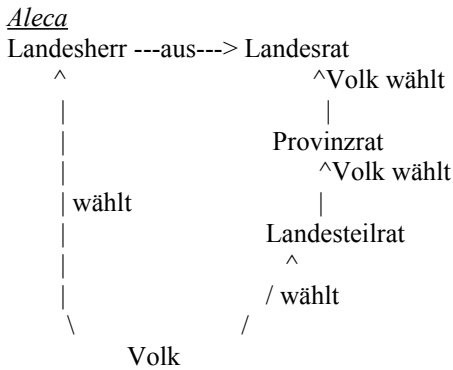 Aleca
Landesherr ---aus---> Landesrat
^ ^Volk wählt
| |
| Provinzrat
| ^Volk wählt
| wählt |
| Landesteilrat
| ^
| / wählt
\ /
Volk